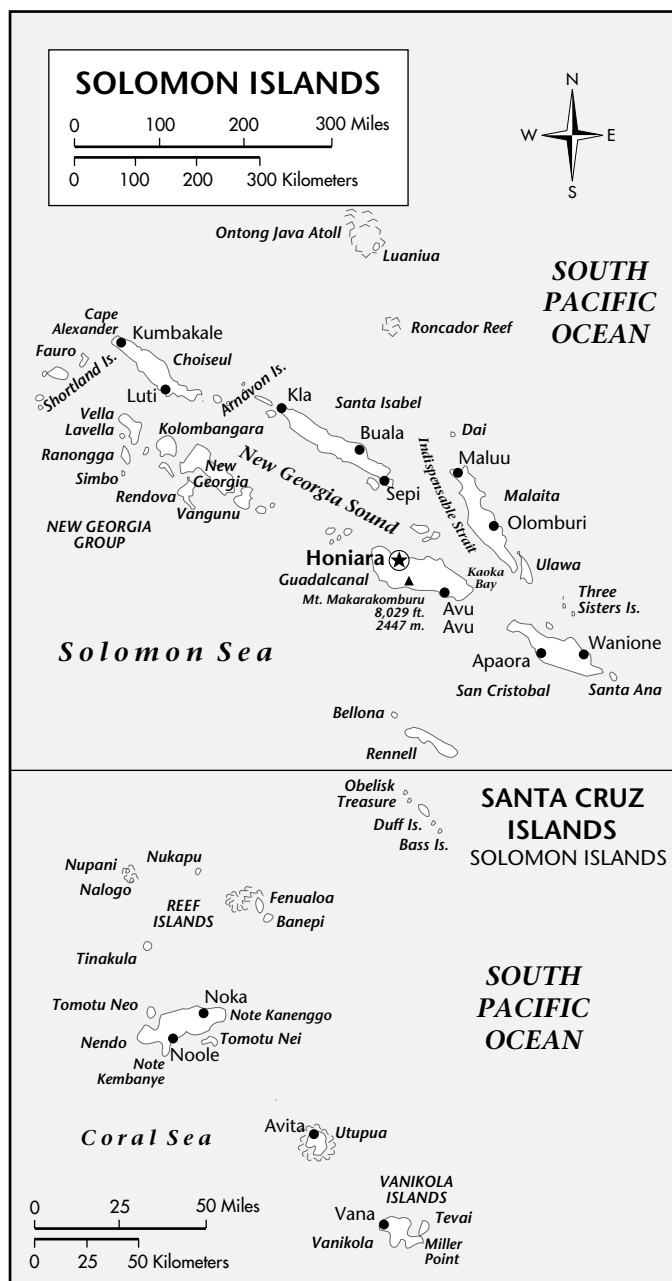 SOLOMON ISLANDS
0 100 200 300 Miles
0 100 200 300 Kilometers
N
W E
S
Ontong Java Atoll
Luaniua
SOUTH
PACIFIC
OCEAN
Roncador Reef
Cape
Alexander
Kumbakale
Fauro
Shortland Is.
Choiseul
Luti
Arnavon Is.
Kla
Santa Isabel
Vella
Lavella
Kolombangara
Buala
Dai
Ranongga
New
Georgia
Maluu
Simbo
Sepi
Indispensable Strait
Rendova
New Georgia Sound
Malaita
Vangunu
Olomburi
NEW GEORGIA
GROUP
Honiara
Guadalcanal
Kaoka
Bay
Ulawa
Mt. Makarakomburu
8,029 ft.
2447 m.
Avu
Avu
Three
Sisters Is.
Solomon Sea
Wanione
Apaora
San Cristobal
Santa Ana
Bellona
Rennell
Obelisk
Treasure
SANTA CRUZ
ISLANDS
SOLOMON ISLANDS
Duff Is.
Bass Is.
Nupani
Nukapu
Nalogo
REEF
ISLANDS
Fenualoa
Banepi
Tinakula
SOUTH
PACIFIC
OCEAN
Tomotu Neo
Noka
Note Kanenggo
Nendo
Noole
Tomotu Nei
Note
Kembanye
Coral Sea
Avita
Utupua
VANIKOLA
ISLANDS
Vana
Tevai
Vanikola
Miller
Point
0 25 50 Miles
0 25 50 Kilometers